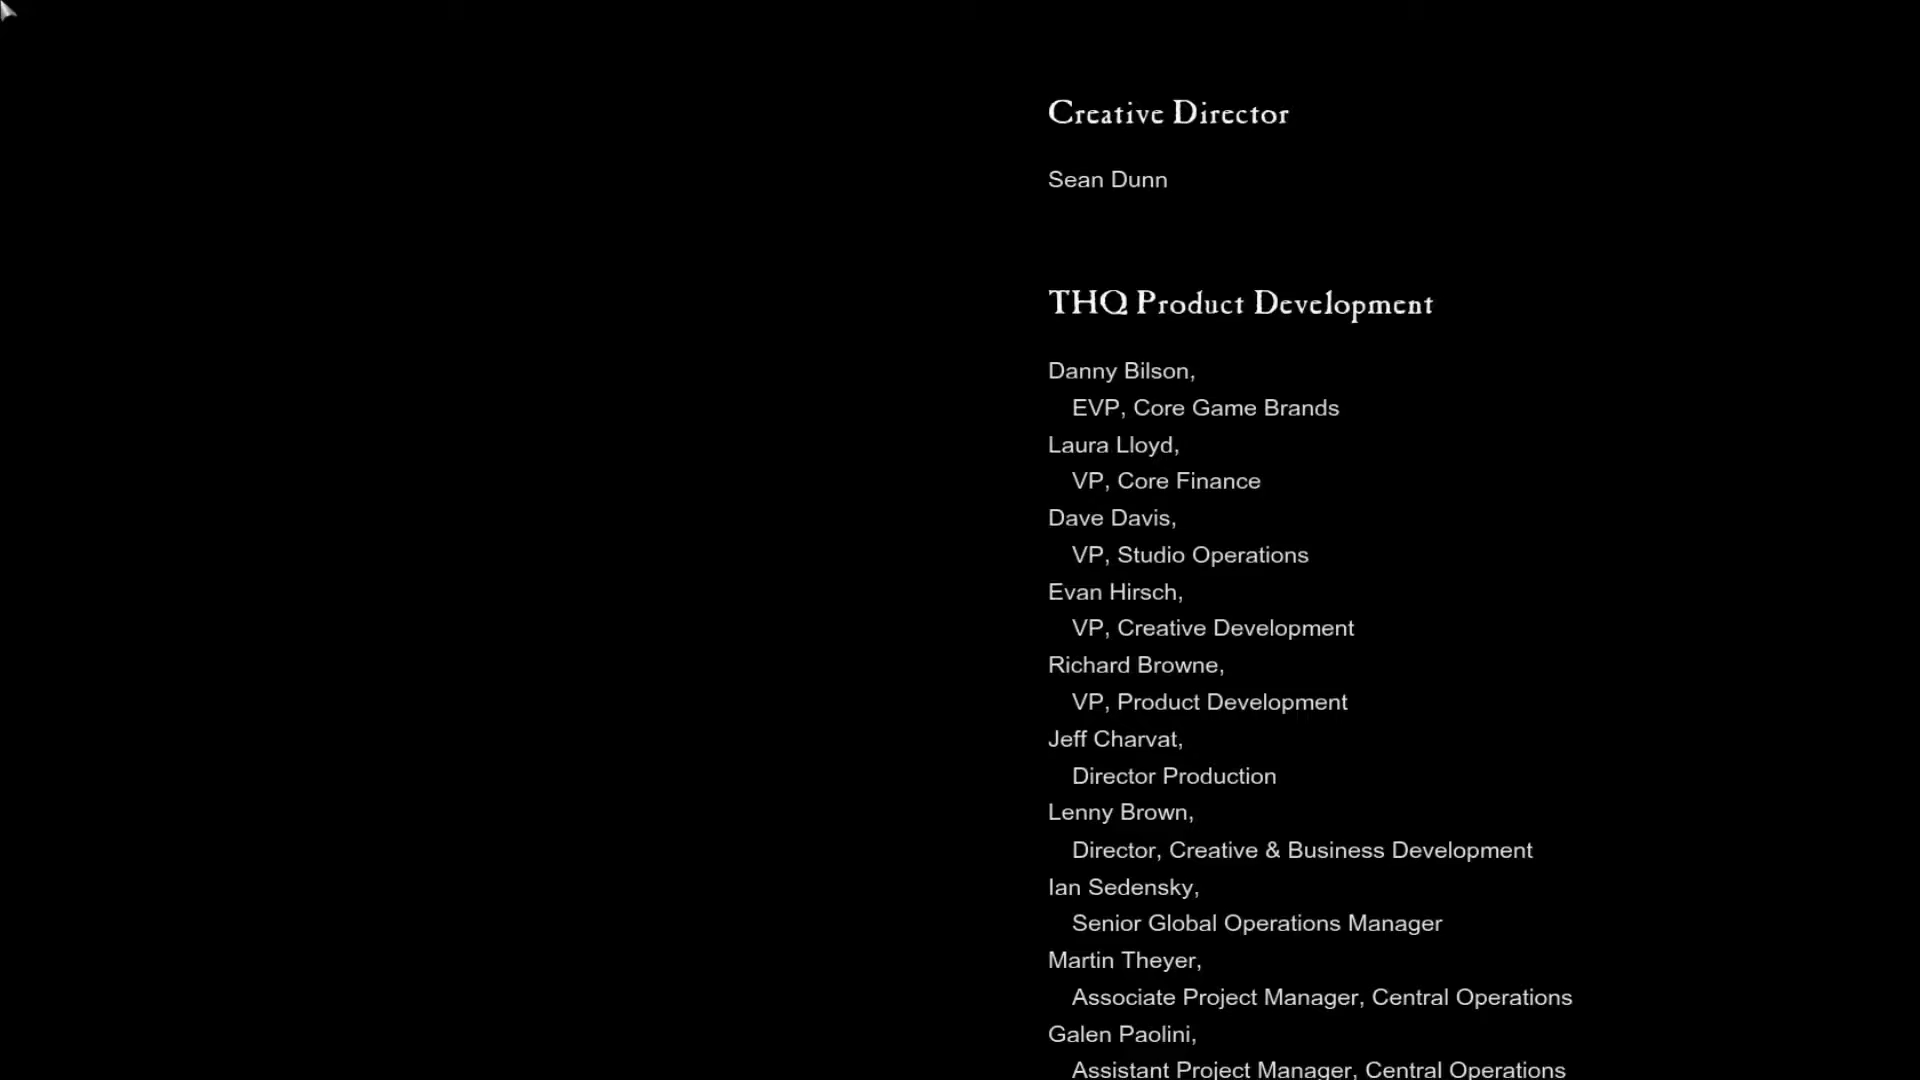 Creative Director
Sean Dunn
THQ Product Development
Danny Bilson,
EVP, Core Game Brands
Laura Lloyd,
VP, Core Finance
Dave Davis,
VP, Studio Operations
Evan Hirsch,
VP, Creative Development
Richard Browne,
VP, Product Development
Jeff Charvat,
Director Production
Lenny Brown,
Director, Creative & Business Development
Ian Sedensky,
Senior Global Operations Manager
Martin Theyer,
Associate Project Manager, Central Operations
Galen Paolini,
Assistant Project Manager, Central Operations